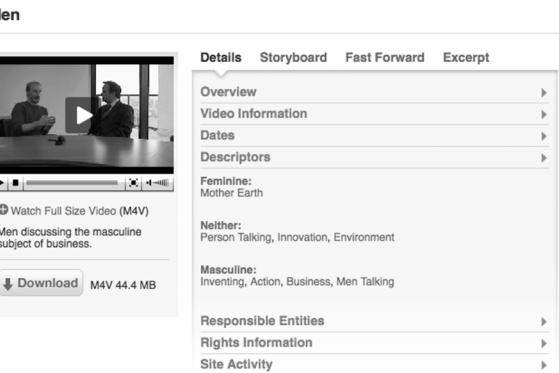 Details Storyboard Fast Forward Excerpt
Overview
Video Information
Dates
Descriptors
Feminine:
Mother Earth
Neither:
Person Talking, Innovation, Environment
Masculine:
Inventing, Action, Business, Men Talking
Responsible Entities
Rights Information
Site Activity
Watch Full Size Video (M4V)
Men discussing the masculine
subject of business.
Download M4V 44.4 MB